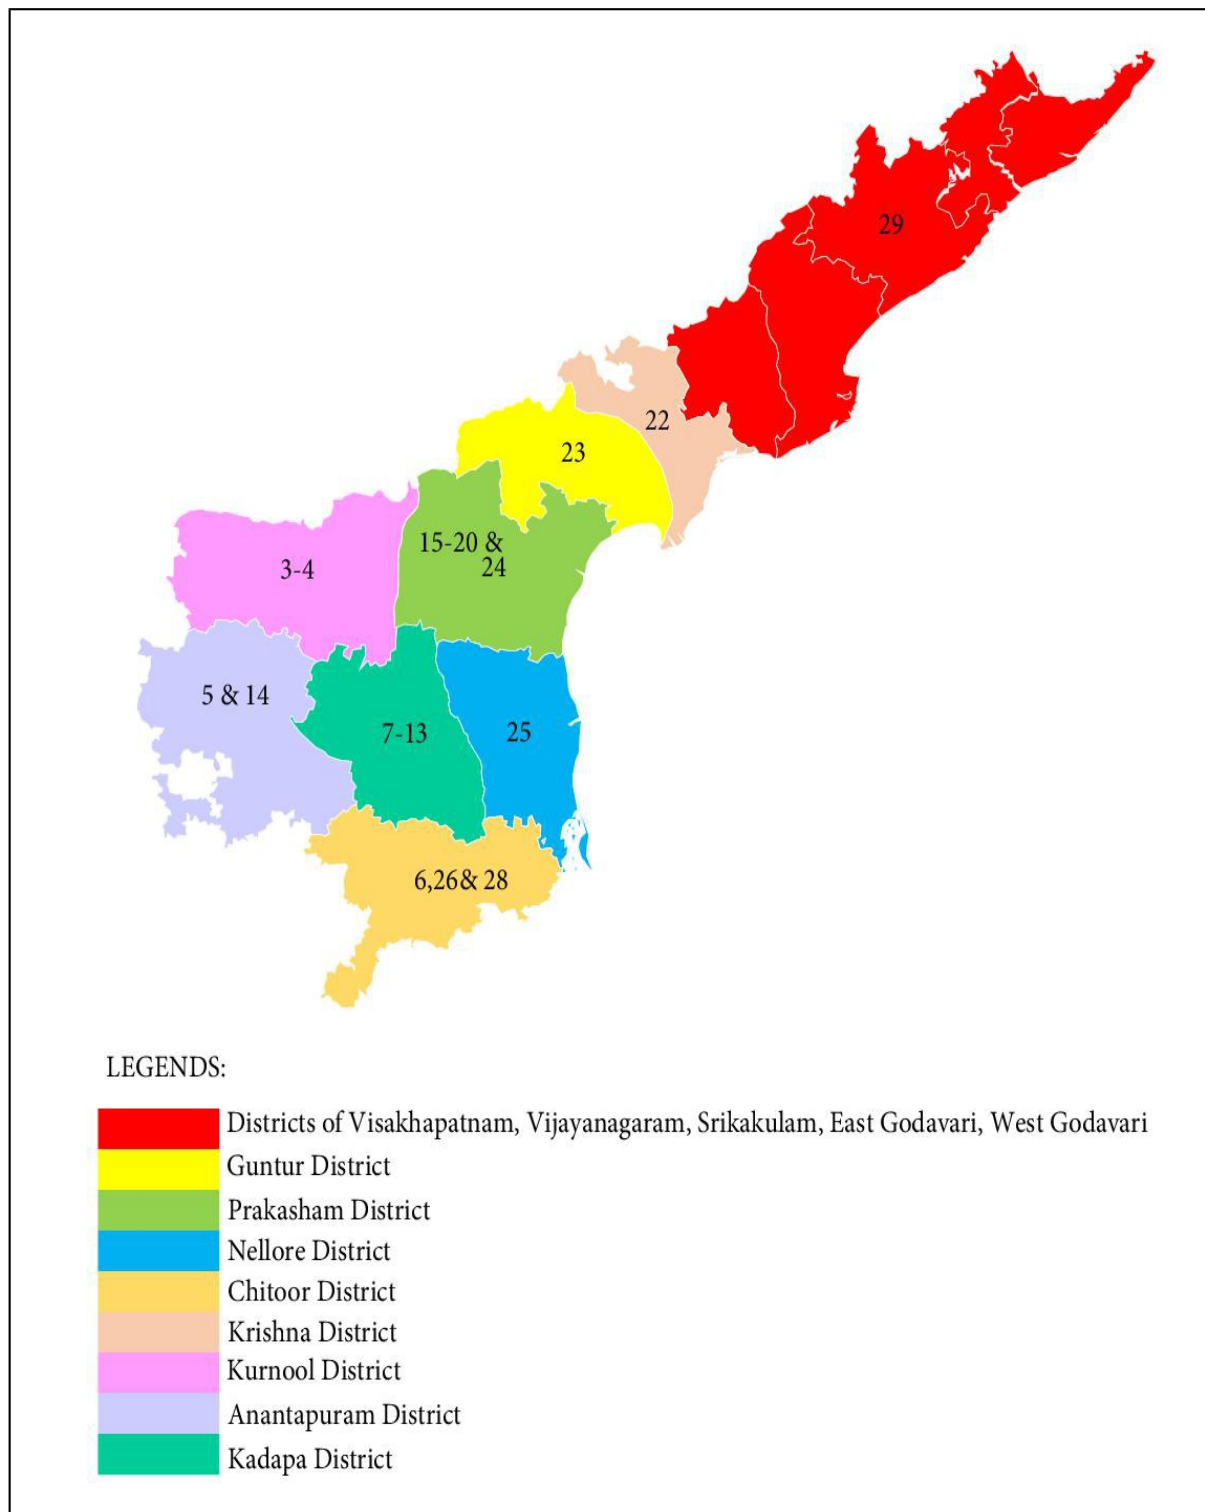 29
22
23
15-20 &
24
3-4
5 & 14
7-13
25
6,26& 28
LEGENDS:
Districts of Visakhapatnam, Vijayanagaram, Srikakulam, East Godavari, West Godavari
Guntur District
Prakasham District
Nellore District
Chitoor District
Krishna District
Kurnool District
Anantapuram District
Kadapa District